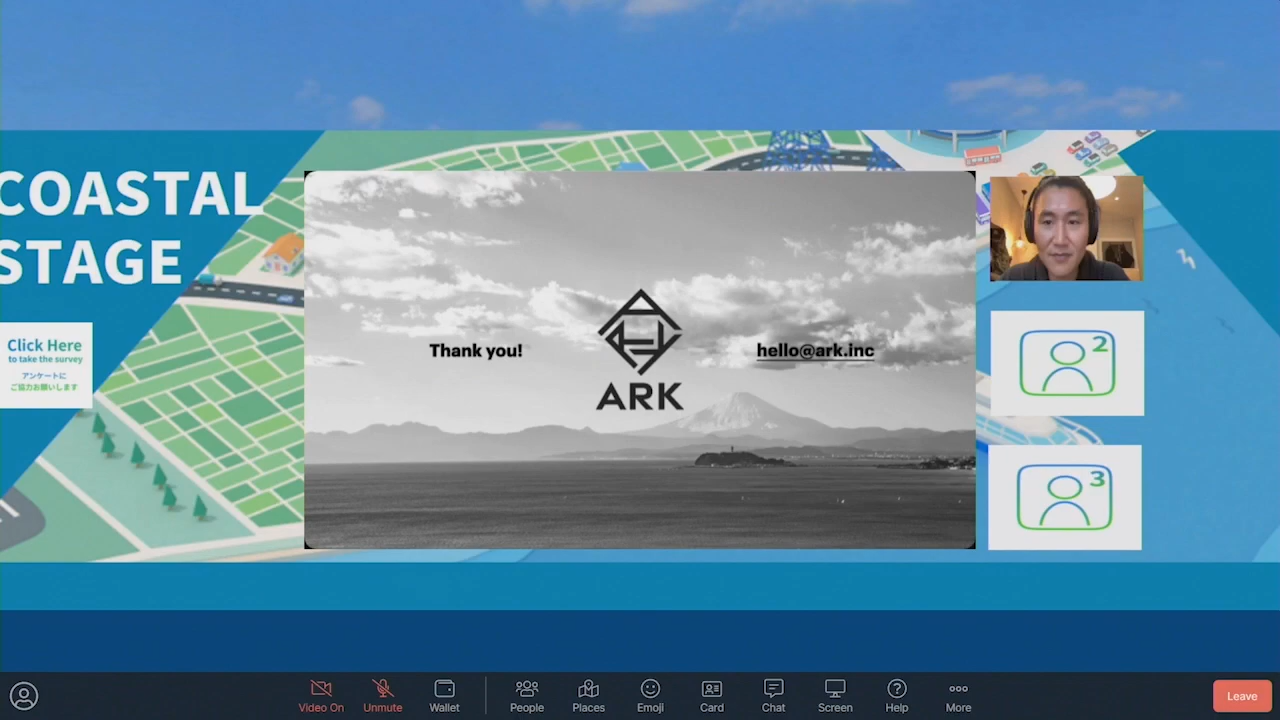 COASTAL
STAGE
Click Here
to take the survey
アンケートに
ご協力お願いします
Thank you!
ARK
hello@ark.inc
2
3
Video On
Unmute
Wallet
People
Places
Emoji
Card
Chat
Screen
Help
More
Leave